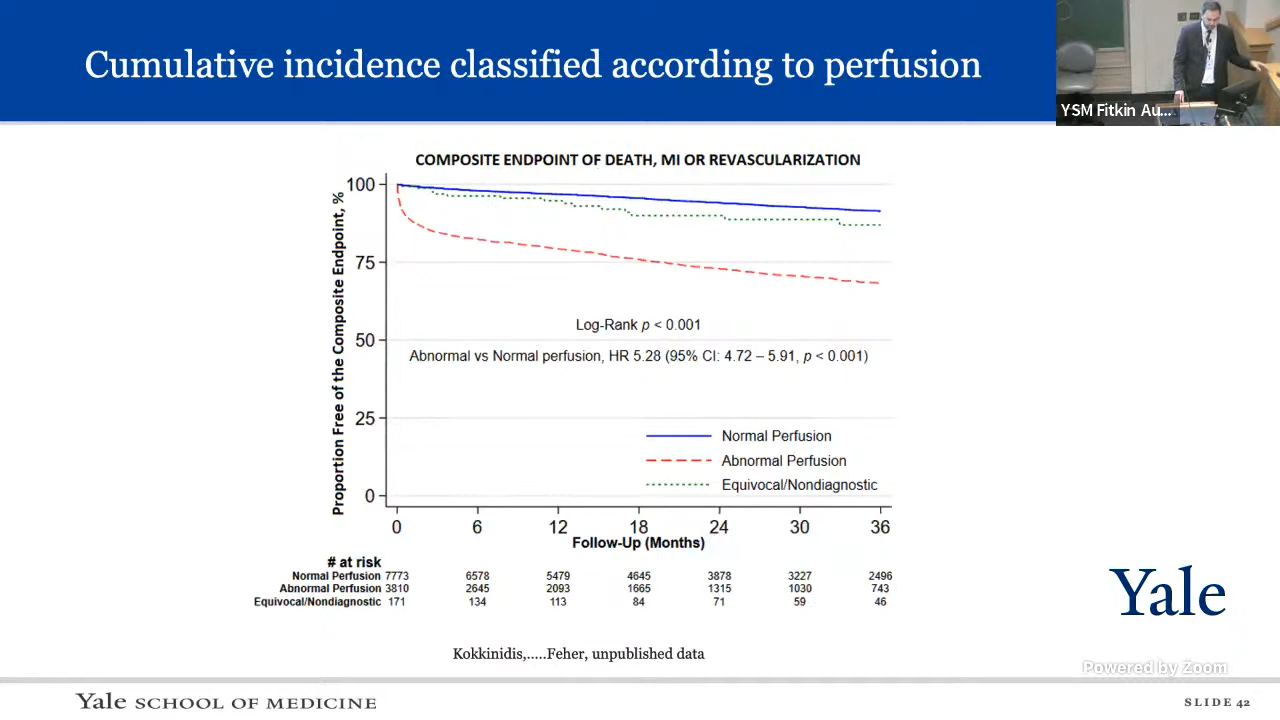 Cumulative incidence classified according to perfusion
YSM Fitkin Au...
COMPOSITE ENDPOINT OF DEATH, MI OR REVASCULARIZATION
Proportion Free of the Composite Endpoint, %
100
75
50
25
0
Log-Rank p < 0.001
Abnormal vs Normal perfusion, HR 5.28 (95% CI: 4.72 – 5.91, p < 0.001)
Normal Perfusion
Abnormal Perfusion
Equivocal/Nondiagnostic
0 6 12 18 24 30 36
Follow-Up (Months)
# at risk
Normal Perfusion 7773 6578 5479 4645 3878 3227 2496
Abnormal Perfusion 3810 2645 2093 1665 1315 1030 743
Equivocal/Nondiagnostic 171 134 113 84 71 59 46
Yale
Kokkinidis,.....Feher, unpublished data
Powered by Zoom
Yale SCHOOL OF MEDICINE
SLIDE 42